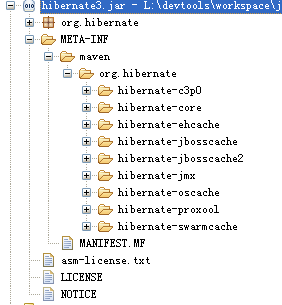 hibernate3.jar - L:\devtools\workspace\j
org.hibernate
META-INF
maven
org.hibernate
hibernate-c3p0
hibernate-core
hibernate-ehcache
hibernate-jbosscache
hibernate-jbosscache2
hibernate-jmx
hibernate-oscache
hibernate-proxool
hibernate-swarmcache
MANIFEST.MF
asm-license.txt
LICENSE
NOTICE